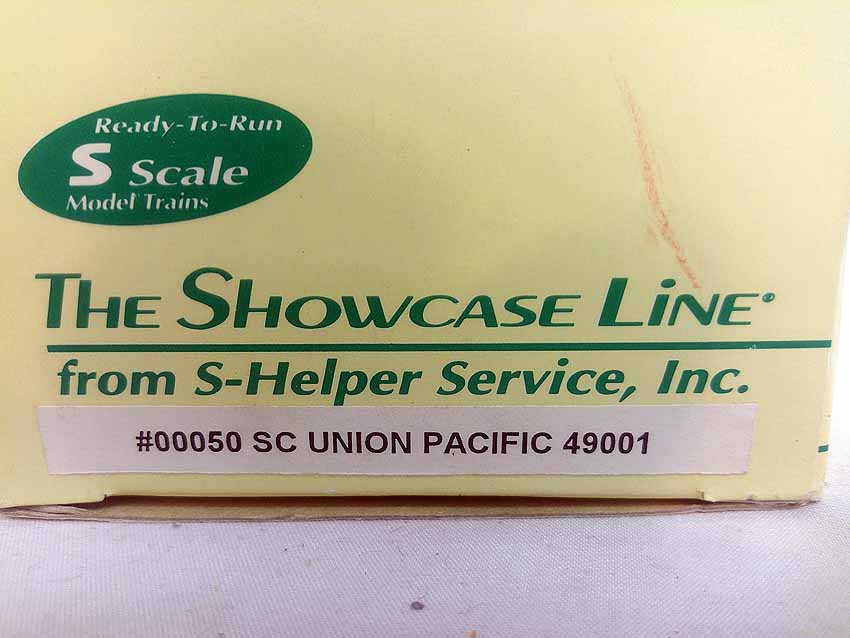 Ready-To-Run
S Scale
Model Trains
THE SHOWCASE LINE®
from S-Helper Service, Inc.
#00050 SC UNION PACIFIC 49001